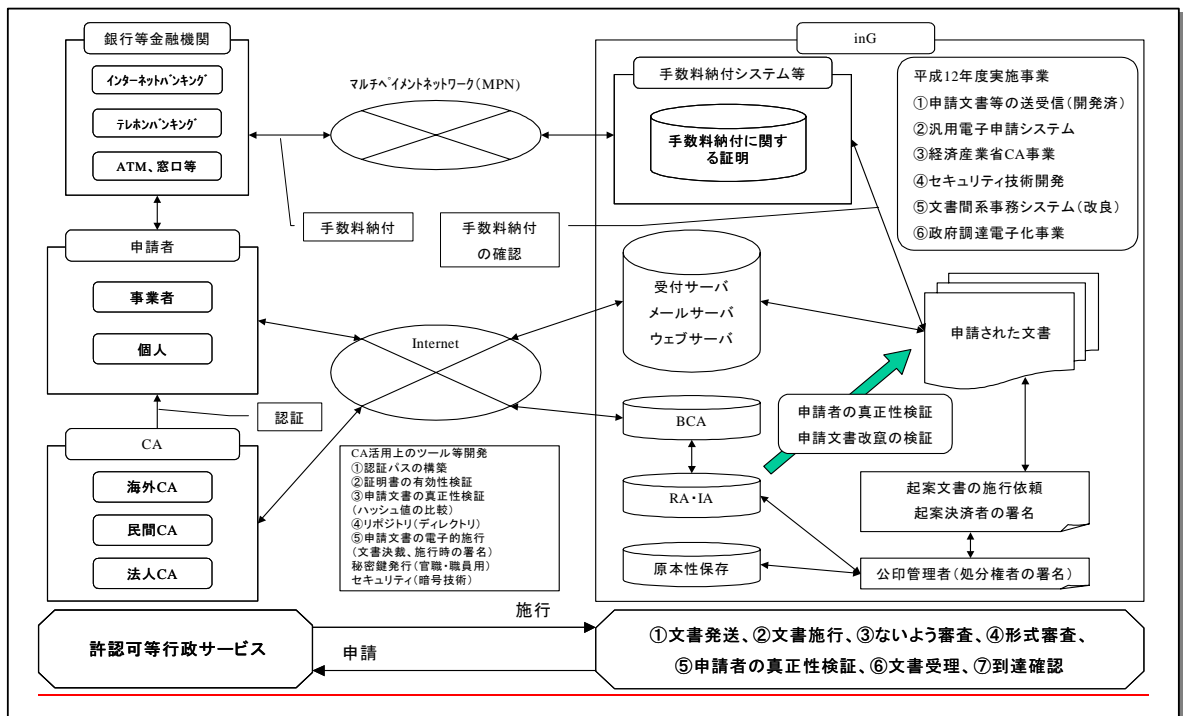 銀行等金融機関
インターネットバンキング
テレホンバンキング
ATM、窓口等
マルチペイメントネットワーク(MPN)
inG
手数料納付システム等
手数料納付に関す
る証明
平成12年度実施事業
①申請文書等の送受信(開発済)
②汎用電子申請システム
③経済産業省CA事業
④セキュリティ技術開発
⑤文書間系事務システム(改良)
⑥政府調達電子化事業
手数料納付
手数料納付
の確認
申請者
事業者
個人
Internet
受付サーバ
メールサーバ
ウェブサーバ
申請された文書
認証
CA
海外CA
民間CA
法人CA
CA活用上のツール等開発
①認証パスの構築
②証明書の有効性検証
③申請文書の真正性検証
(ハッシュ値の比較)
④リポジトリ(ディレクトリ)
⑤申請文書の電子的施行
(文書決裁、施行時の署名)
秘密鍵発行(官職・職員用)
セキュリティ(暗号技術)
BCA
RA・IA
原本性保存
申請者の真正性検証
申請文書改竄の検証
起案文書の施行依頼
起案決済者の署名
公印管理者(処分権者の署名)
許認可等行政サービス
施行
申請
①文書発送、②文書施行、③ないよう審査、④形式審査、
⑤申請者の真正性検証、⑥文書受理、⑦到達確認